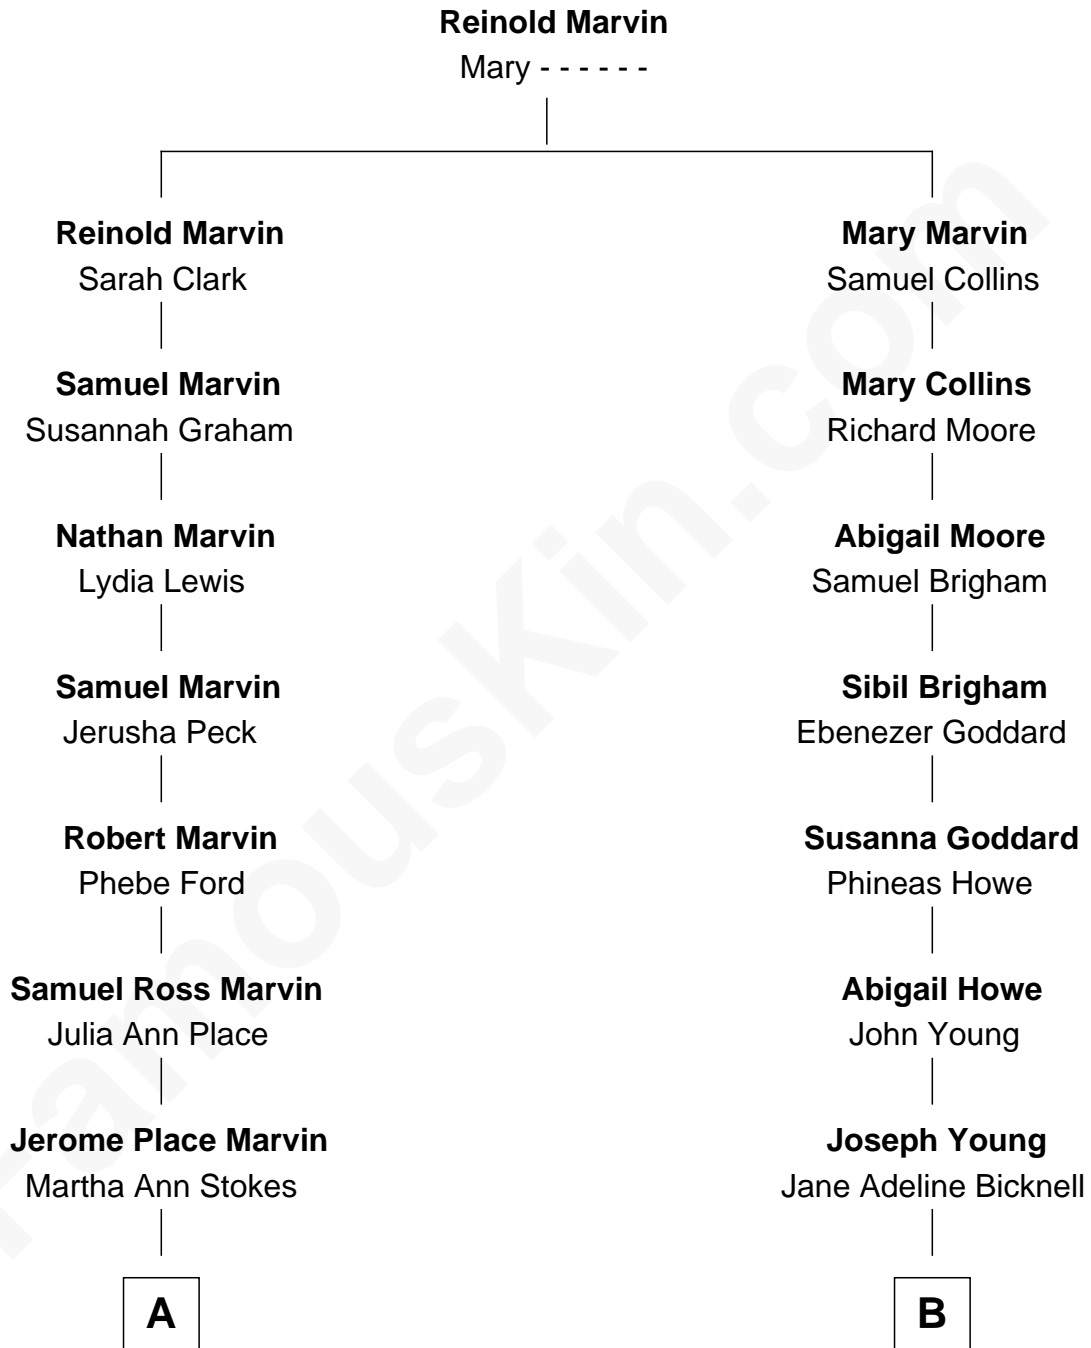 Reinold Marvin
Mary - - - - - -
Reinold Marvin
Sarah Clark
Mary Marvin
Samuel Collins
Samuel Marvin
Susannah Graham
Mary Collins
Richard Moore
Nathan Marvin
Lydia Lewis
Abigail Moore
Samuel Brigham
Samuel Marvin
Jerusha Peck
Sibil Brigham
Ebenezer Goddard
Robert Marvin
Phebe Ford
Susanna Goddard
Phineas Howe
Samuel Ross Marvin
Julia Ann Place
Abigail Howe
John Young
Jerome Place Marvin
Martha Ann Stokes
Joseph Young
Jane Adeline Bicknell
A
B
FamousKin.com